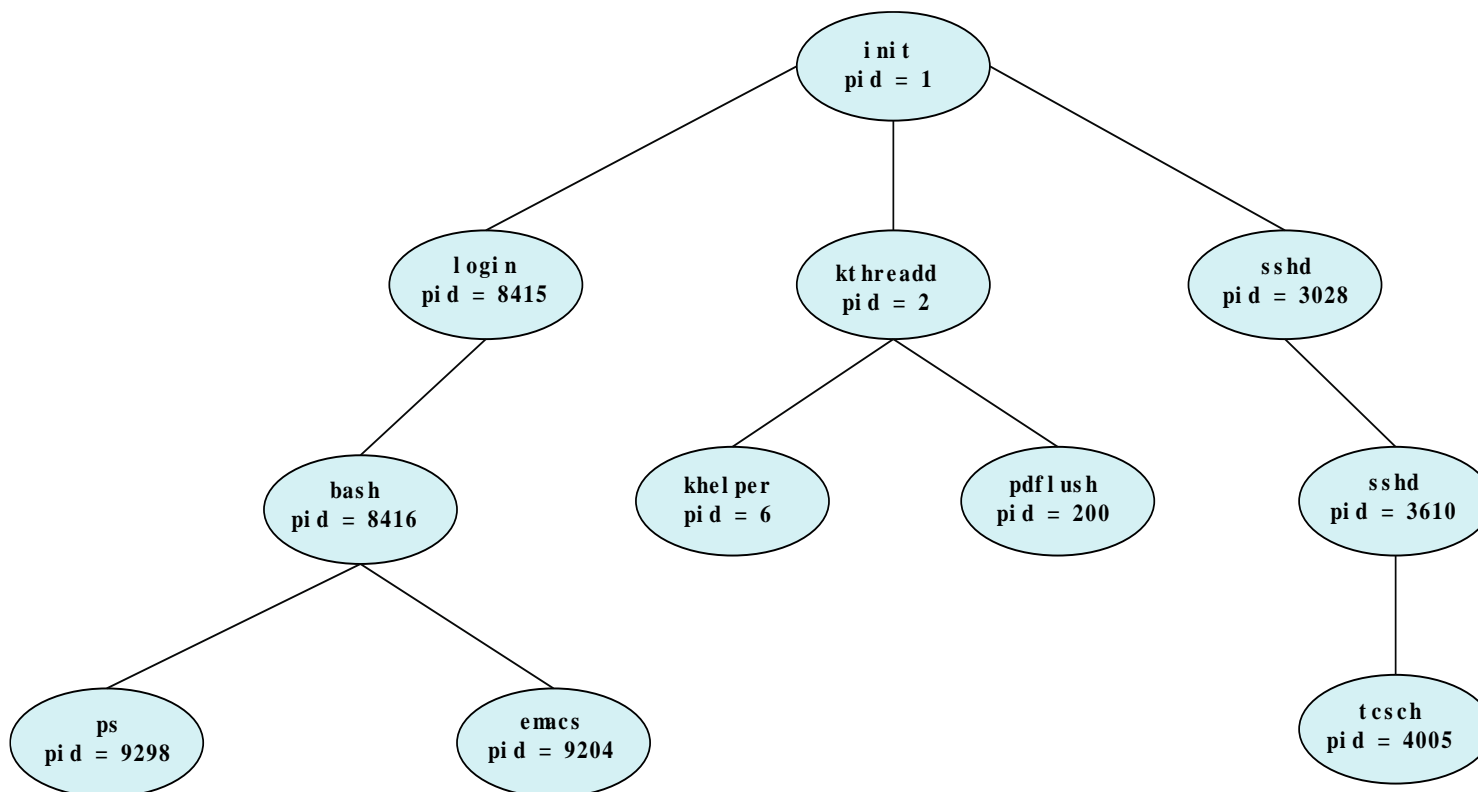 init
pid = 1
login
pid = 8415
kthreadd
pid = 2
sshd
pid = 3028
bash
pid = 8416
khelper
pid = 6
pdflush
pid = 200
sshd
pid = 3610
ps
pid = 9298
emacs
pid = 9204
tcsch
pid = 4005